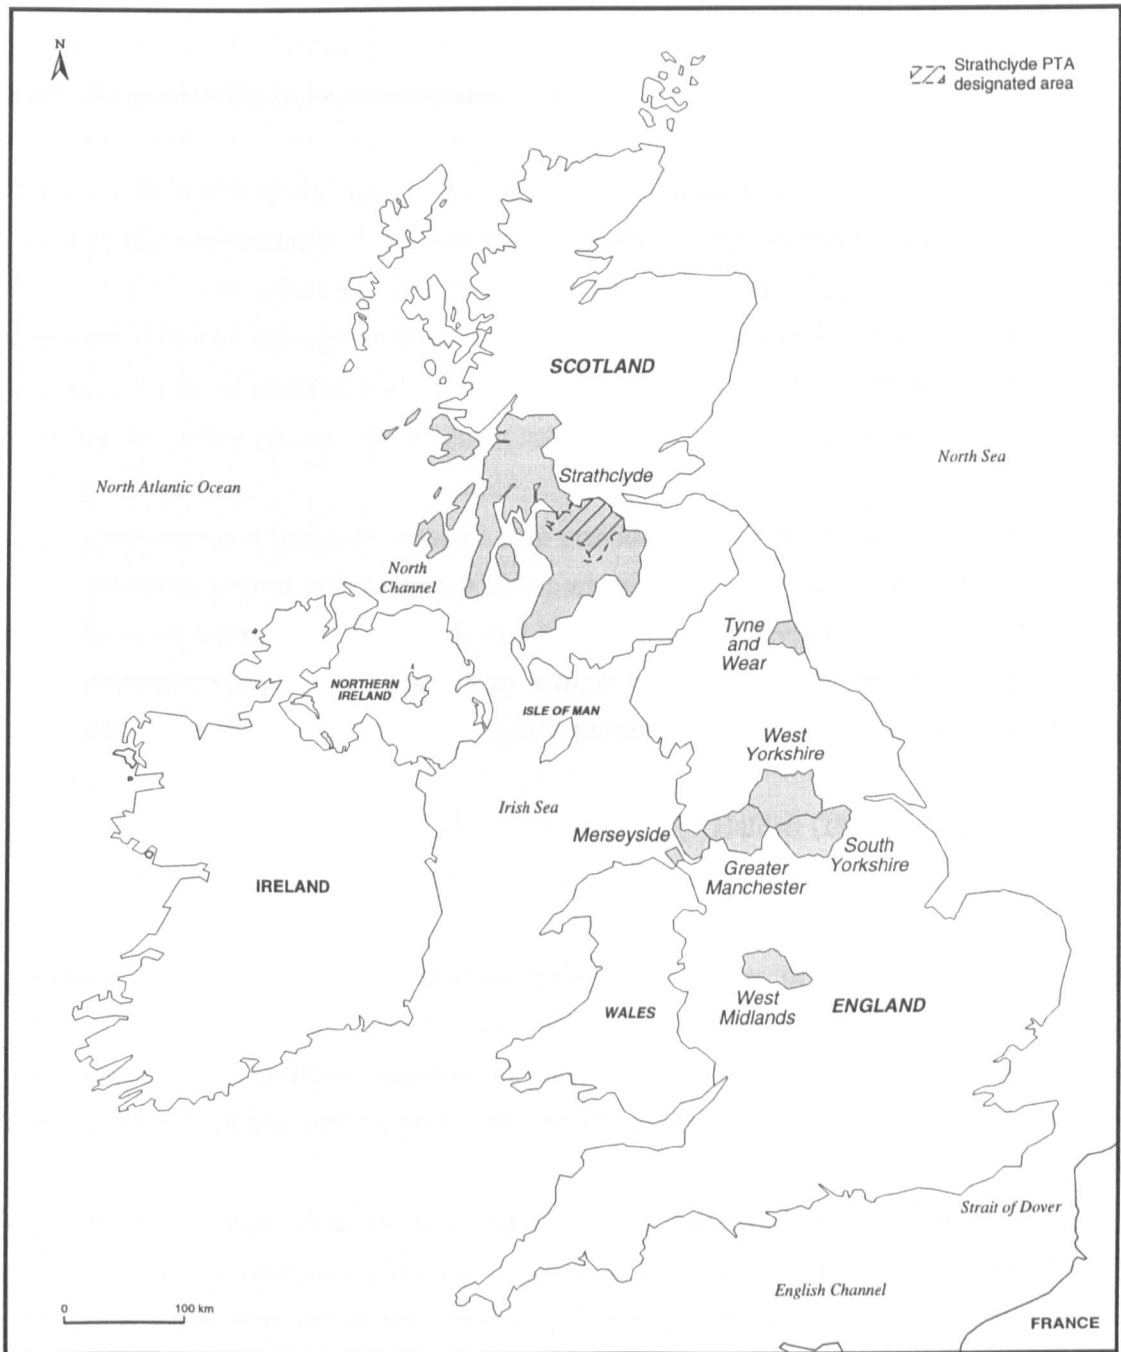 N
Strathclyde PTA
designated area
SCOTLAND
North Sea
Strathclyde
North Atlantic Ocean
North
Channel
Tyne
and
Wear
NORTHERN
IRELAND
ISLE OF MAN
West
Yorkshire
Irish Sea
Merseyside
South
Yorkshire
Greater
Manchester
IRELAND
West
Midlands
ENGLAND
WALES
Strait of Dover
English Channel
0
100 km
FRANCE